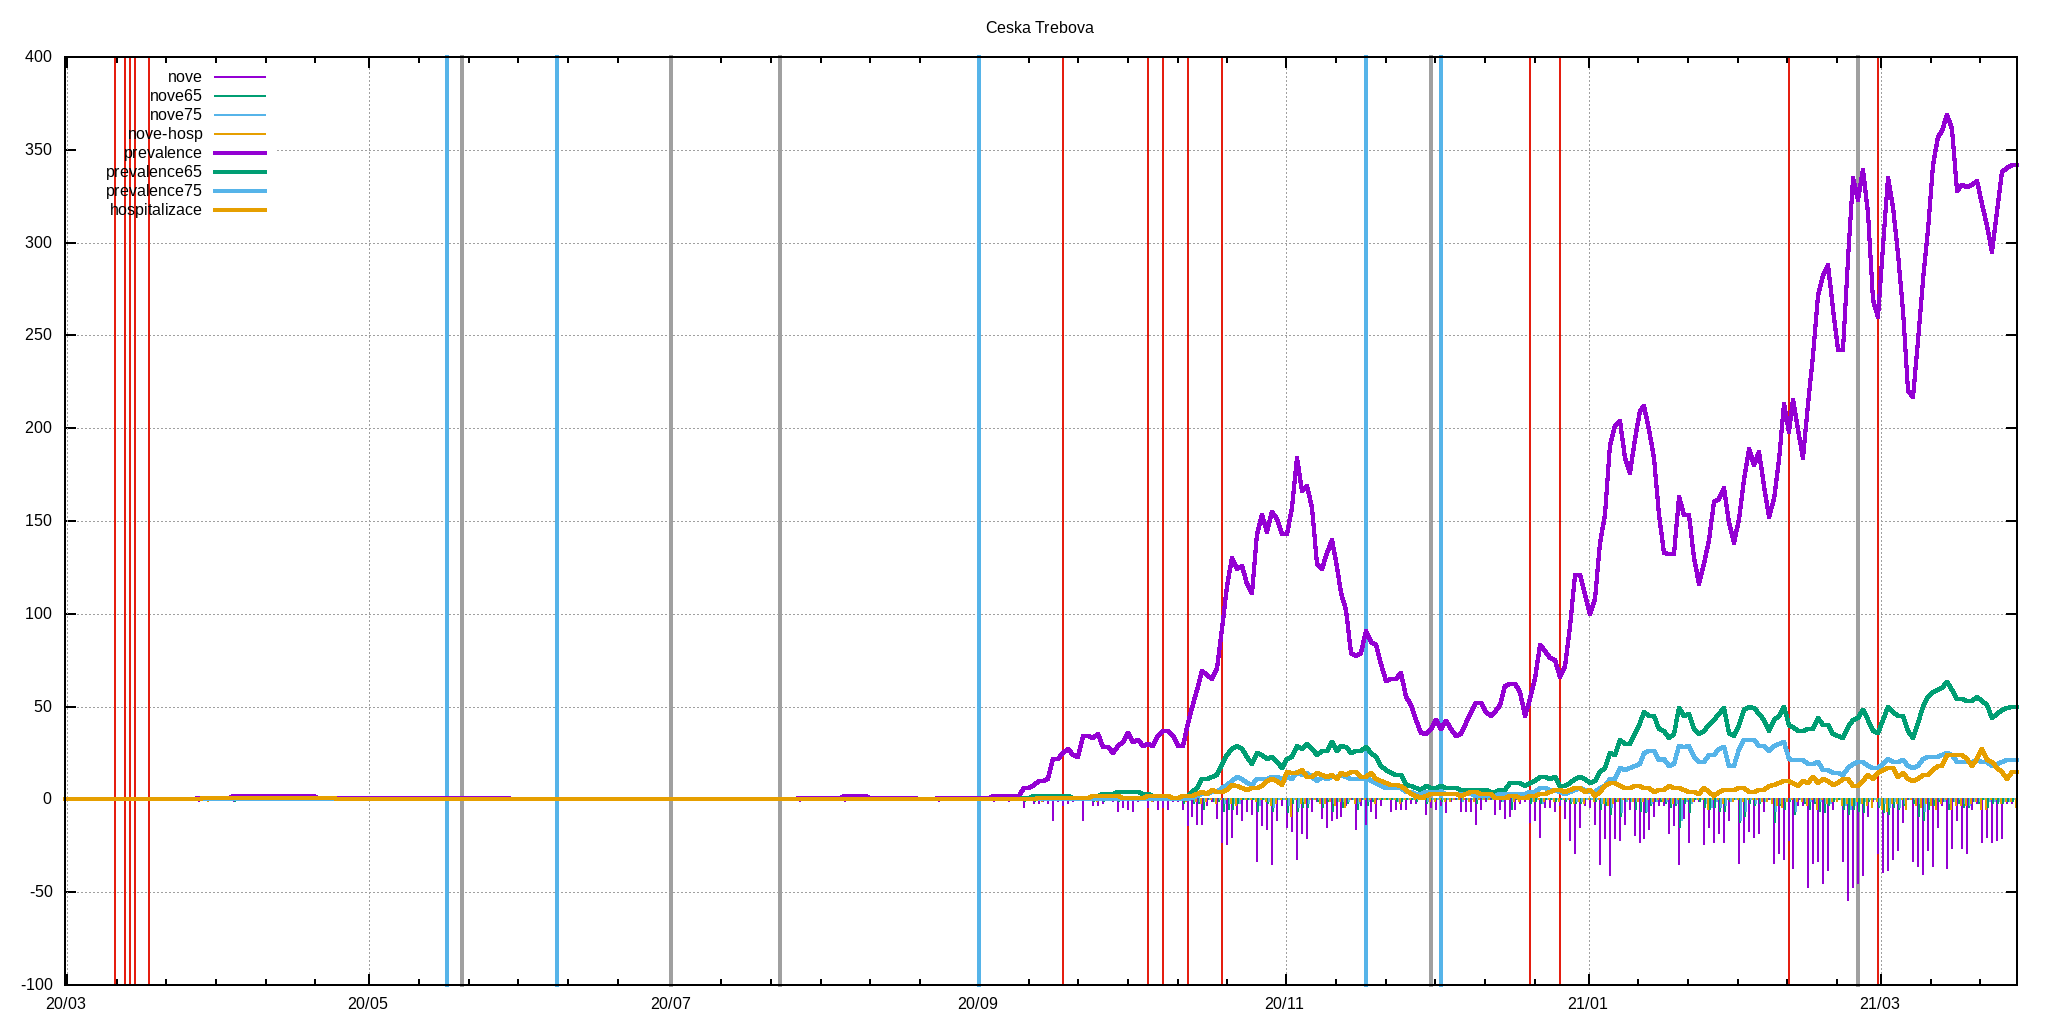 Ceska Trebova
400
350
300
250
200
150
100
50
0
-50
-100
nove
nove65
nove75
nove-hosp
prevalence
prevalence65
prevalence75
hospitalizace
20/03
20/05
20/07
20/09
20/11
21/01
21/03